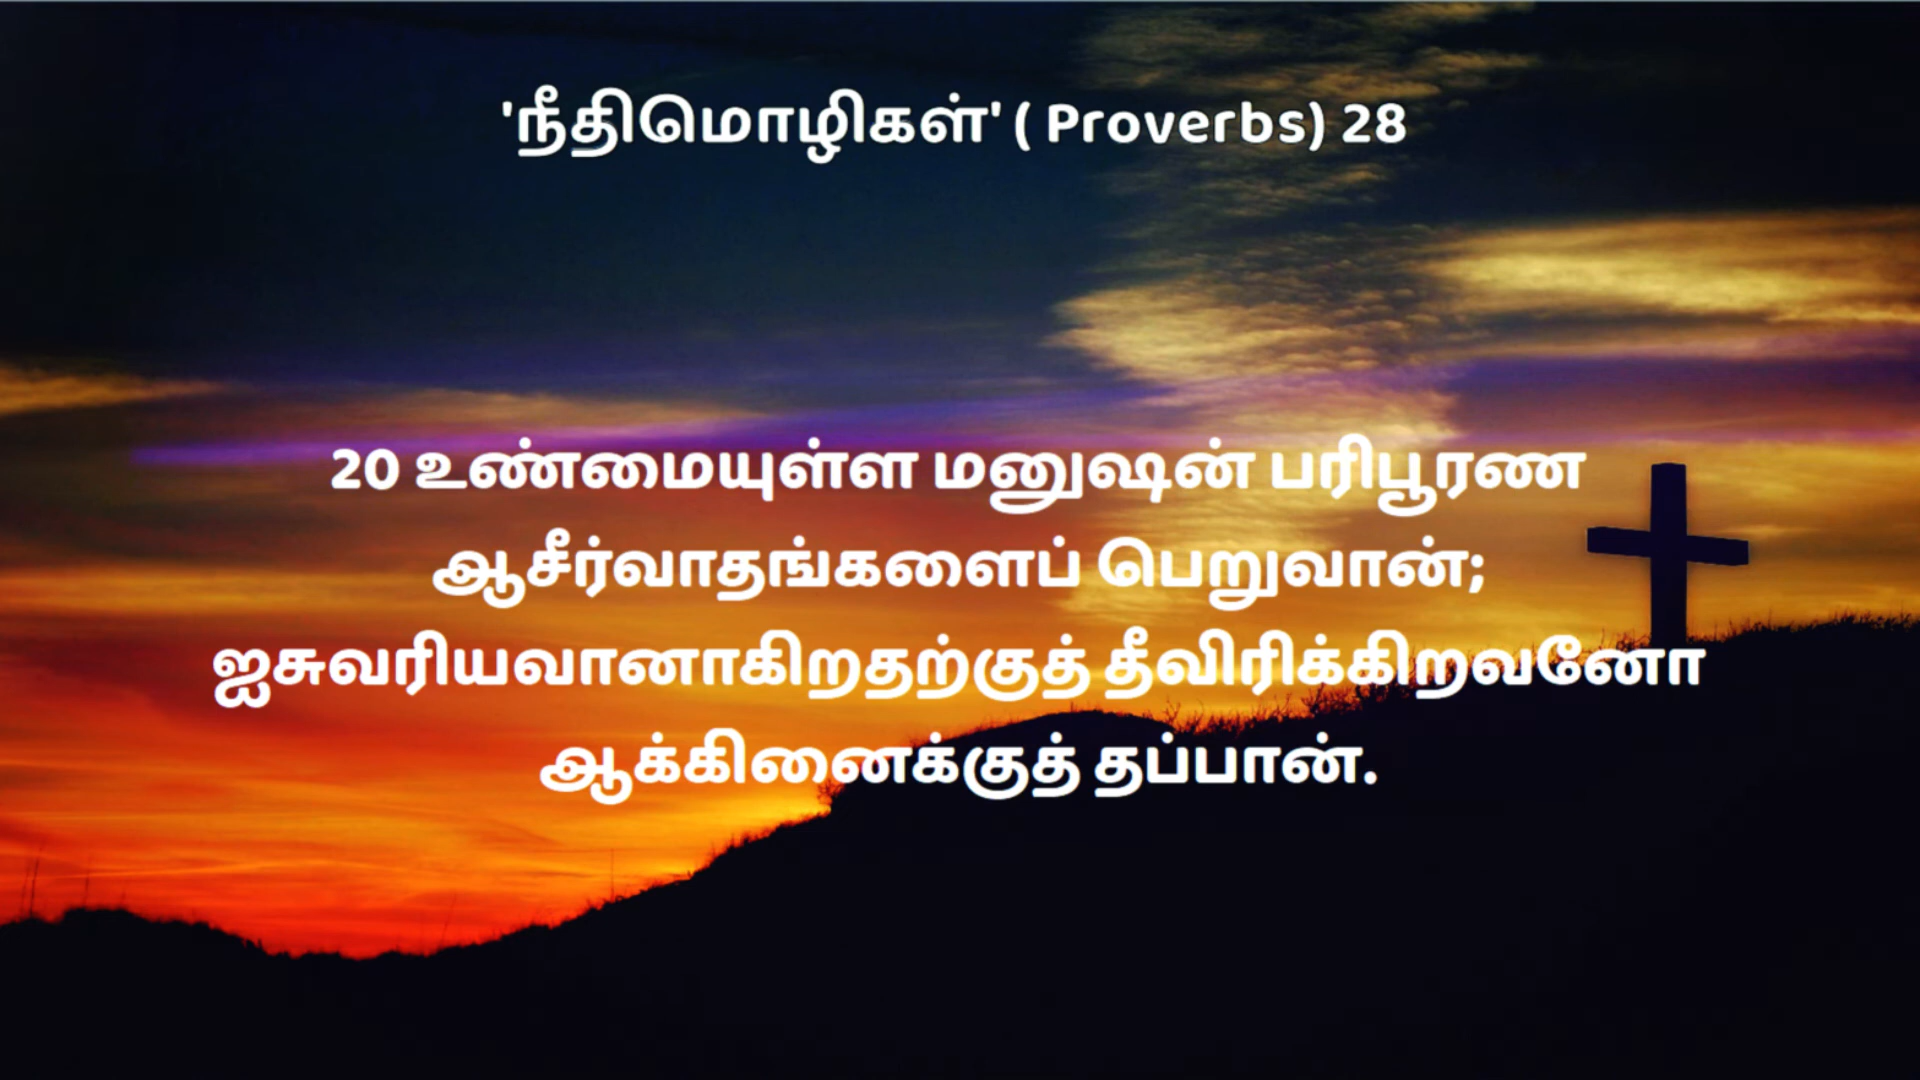 'நீதிமொழிகள்' ( Proverbs) 28
20 உண்மையுள்ள மனுஷன் பரிபூரண
ஆசீர்வாதங்களைப் பெறுவான்;
ஐசுவரியவானாகிறதற்குத் தீவிரிக்கிறவனோ
ஆக்கினைக்குத் தப்பான்.